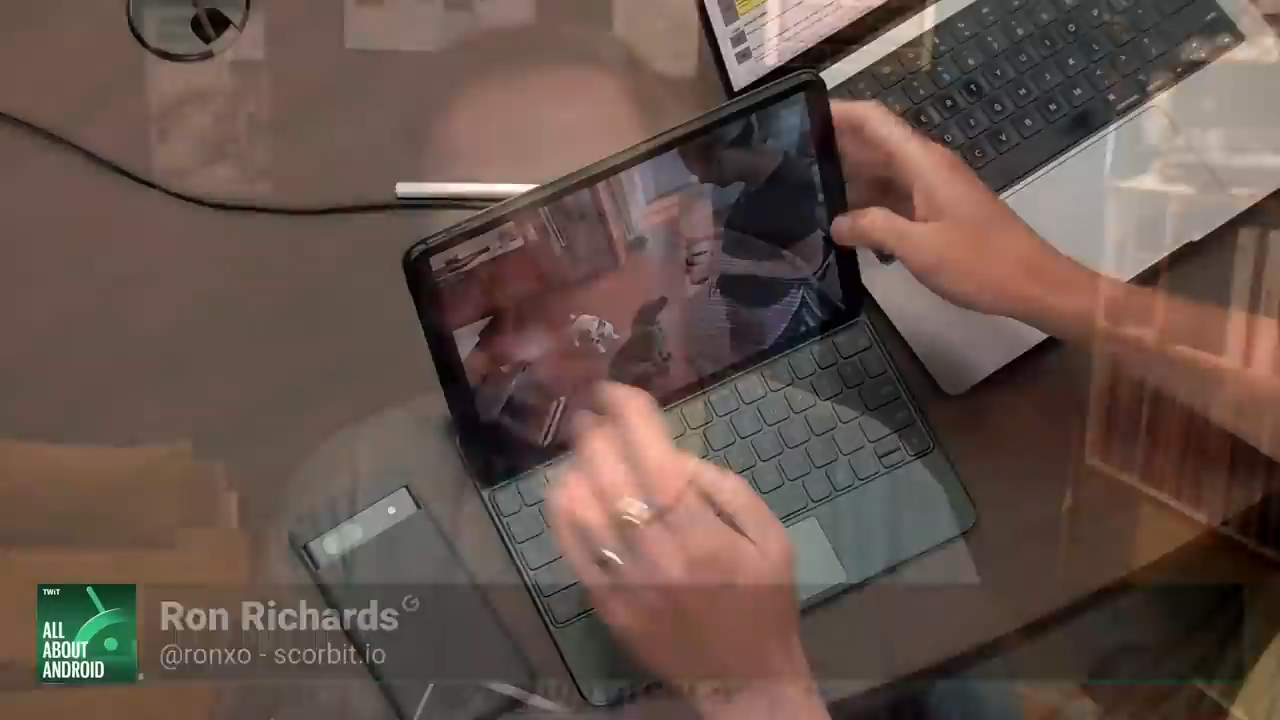 TWiT
ALL
ABOUT
ANDROID
Ron Richards
@ronxo - scorbit.io